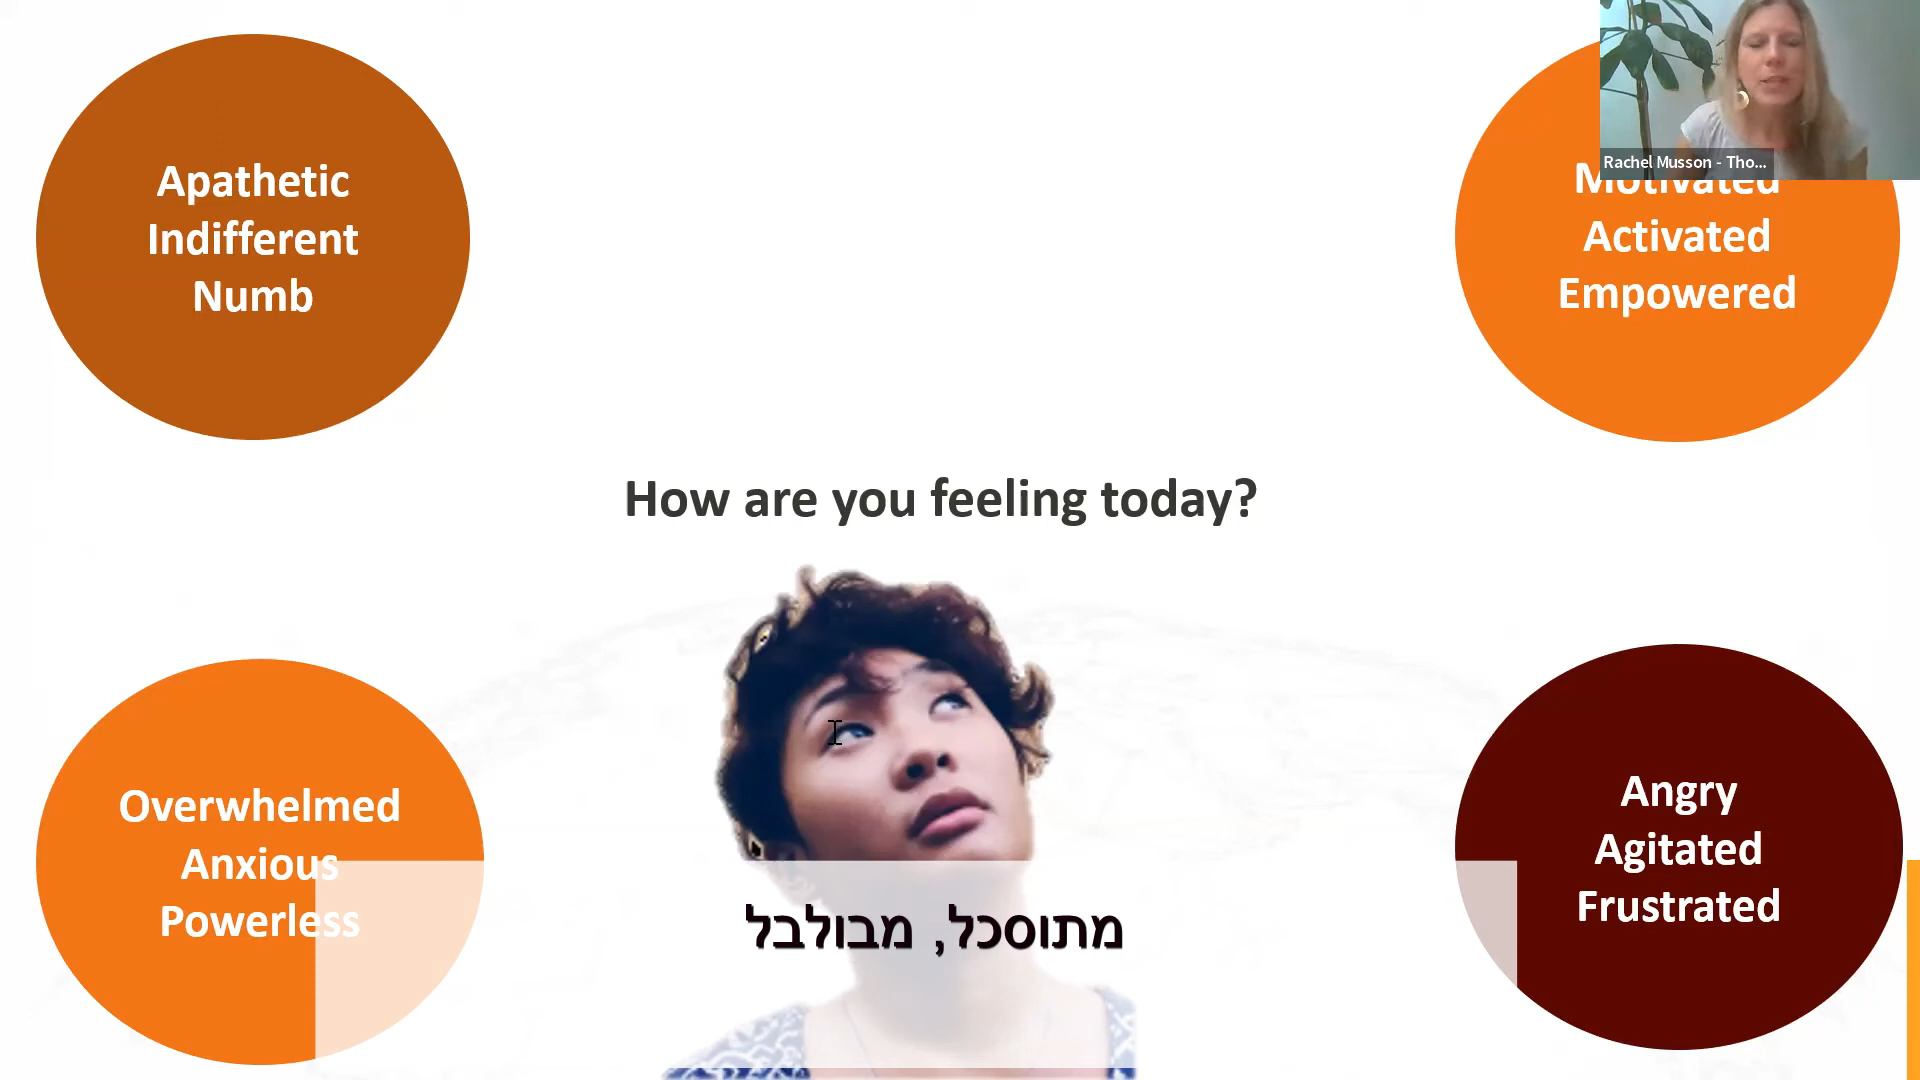 Apathetic
Indifferent
Numb
Rachel Musson - Tho...
Motivated
Activated
Empowered
How are you feeling today?
Overwhelmed
Anxious
Powerless
Angry
Agitated
Frustrated
מתוסכל, מבולבל